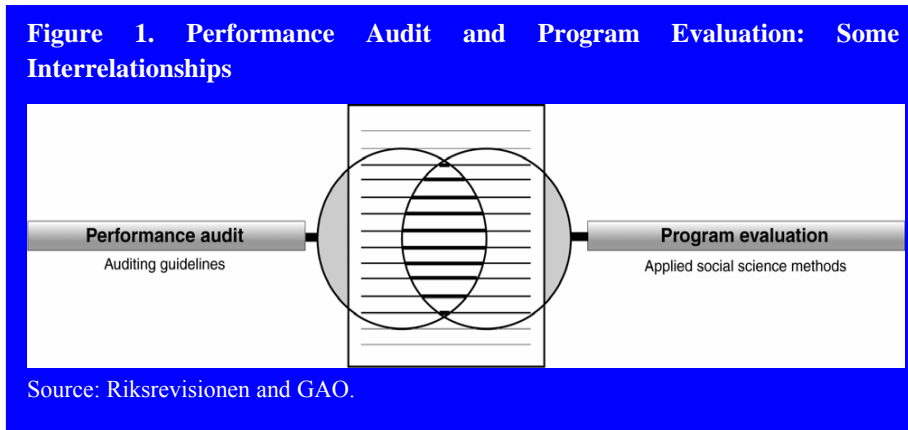 Figure 1. Performance Audit and Program Evaluation: Some
Interrelationships
Performance audit
Auditing guidelines
Program evaluation
Applied social science methods
Source: Riksrevisionen and GAO.